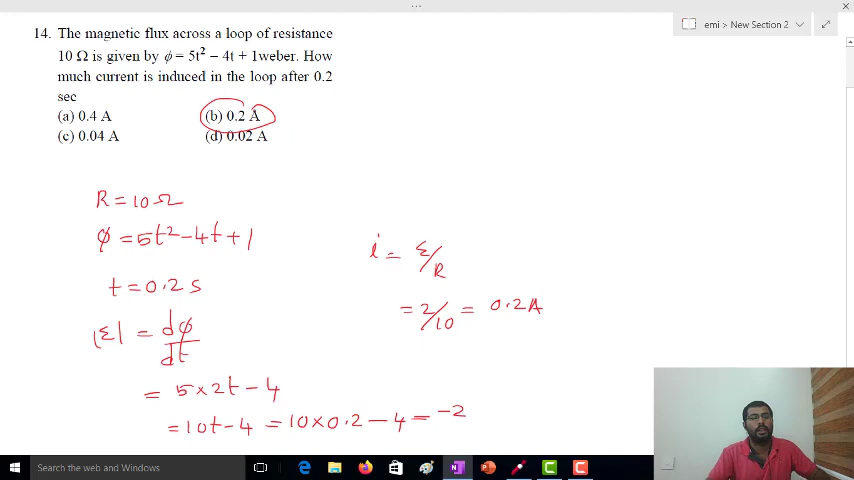 emi > New Section 2
14. The magnetic flux across a loop of resistance
10 Ω is given by ϕ = 5t² − 4t + 1weber. How
much current is induced in the loop after 0.2
sec
(a) 0.4 A (b) 0.2 A
(c) 0.04 A (d) 0.02 A
R = 10 Ω
ϕ = 5t² − 4t + 1
t = 0.2 s
|ε| = dϕ/dt
= 5 × 2t − 4
= 10t − 4 = 10 × 0.2 − 4 = −2
i = ε/R
= 2/10 = 0.2A
Search the web and Windows